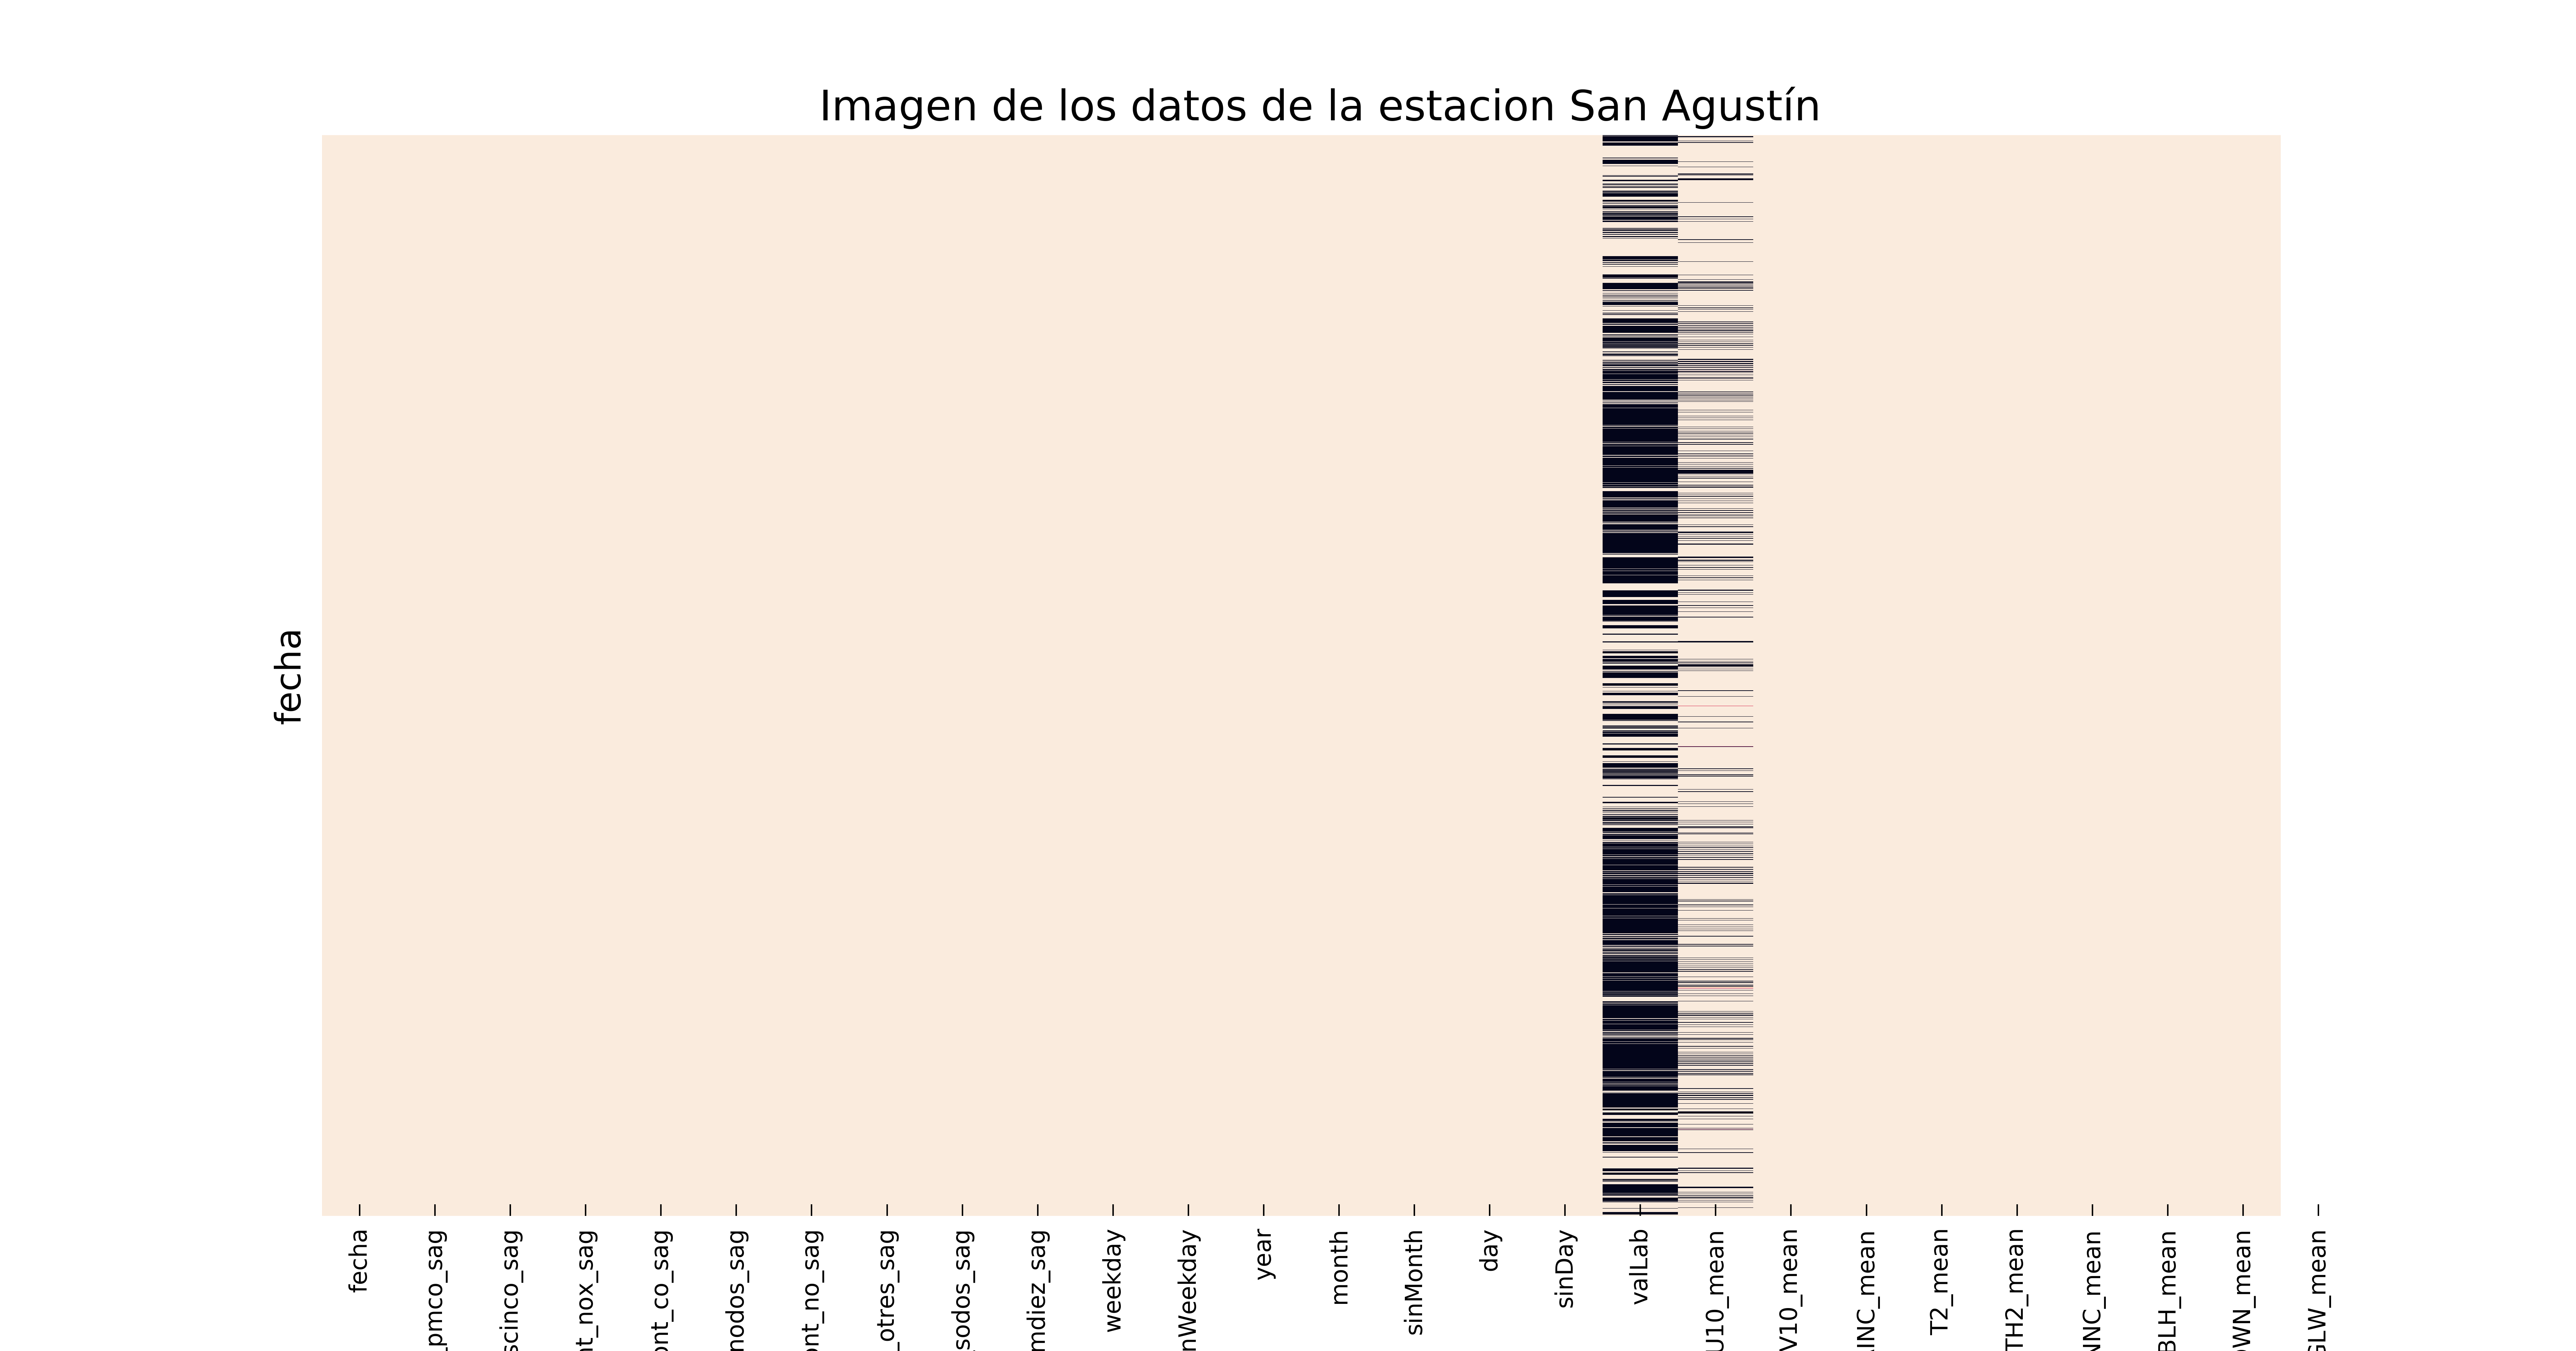 Imagen de los datos de la estacion San Agustín
fecha
fecha
_pmco_sag
scinco_sag
nt_nox_sag
ont_co_sag
nodos_sag
ont_no_sag
_otres_sag
sodos_sag
mdiez_sag
weekday
nWeekday
year
month
sinMonth
day
sinDay
valLab
U10_mean
V10_mean
INC_mean
T2_mean
TH2_mean
NNC_mean
BLH_mean
OWN_mean
GLW_mean